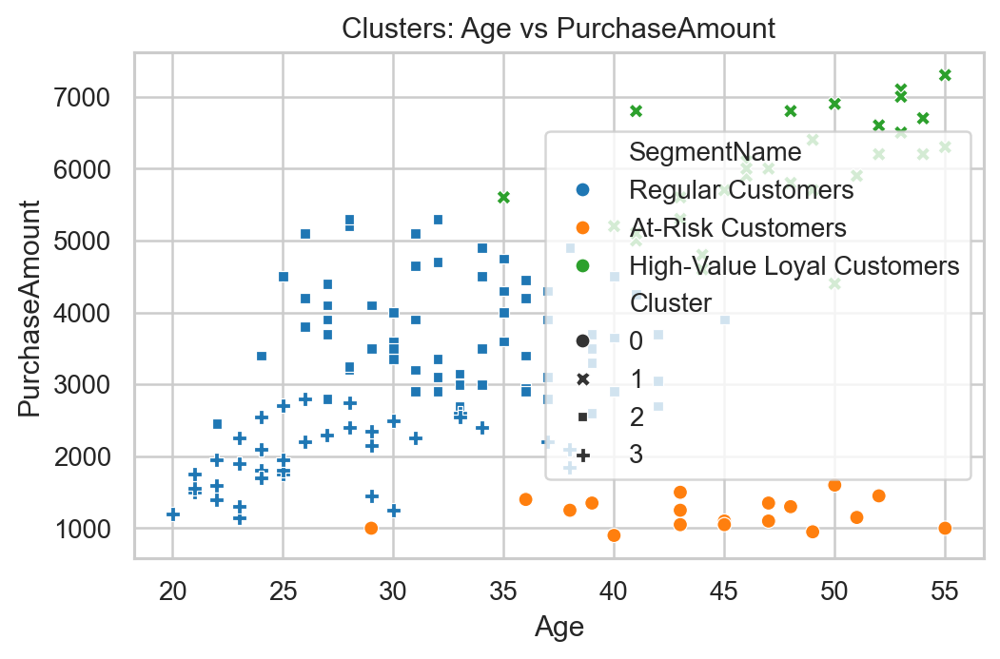 Clusters: Age vs PurchaseAmount
PurchaseAmount
7000
6000
5000
4000
3000
2000
1000
SegmentName
Regular Customers
At-Risk Customers
High-Value Loyal Customers
Cluster
0
1
2
3
20 25 30 35 40 45 50 55
Age